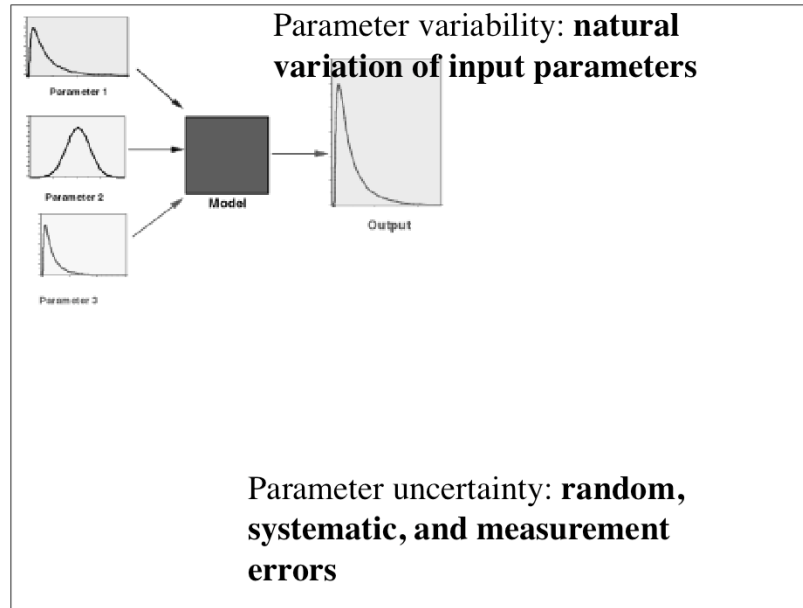 Parameter variability: natural
variation of input parameters
Parameter 1
Parameter 2
Model
Output
Parameter 3
Parameter uncertainty: random,
systematic, and measurement
errors